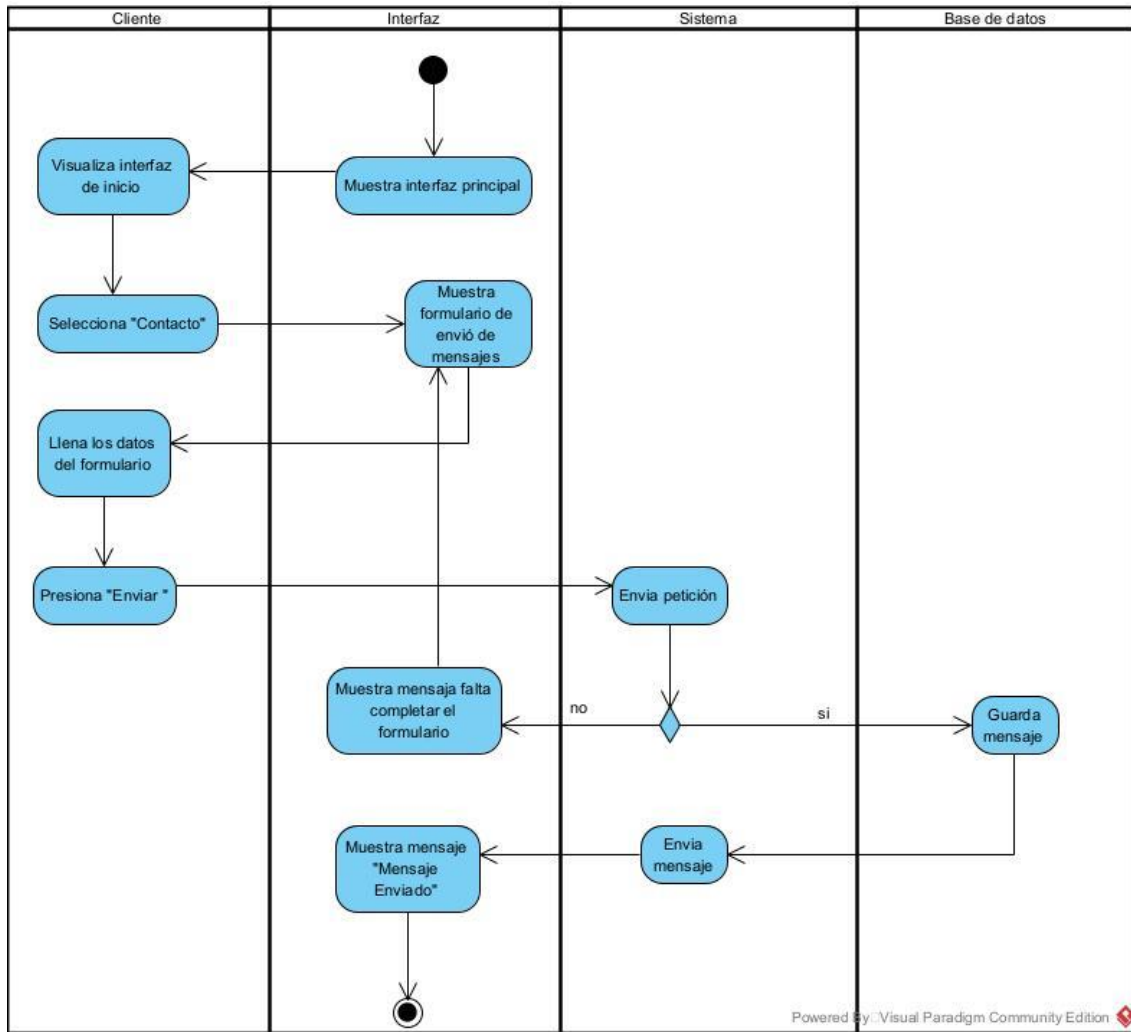 Cliente
Interfaz
Sistema
Base de datos
Visualiza interfaz
de inicio
Muestra interfaz principal
Selecciona "Contacto"
Muestra
formulario de
envió de
mensajes
Llena los datos
del formulario
Presiona "Enviar "
Envia petición
Muestra mensaja falta
completar el
formulario
no
si
Guarda
mensaje
Muestra mensaje
"Mensaje
Enviado"
Envia
mensaje
Powered By Visual Paradigm Community Edition